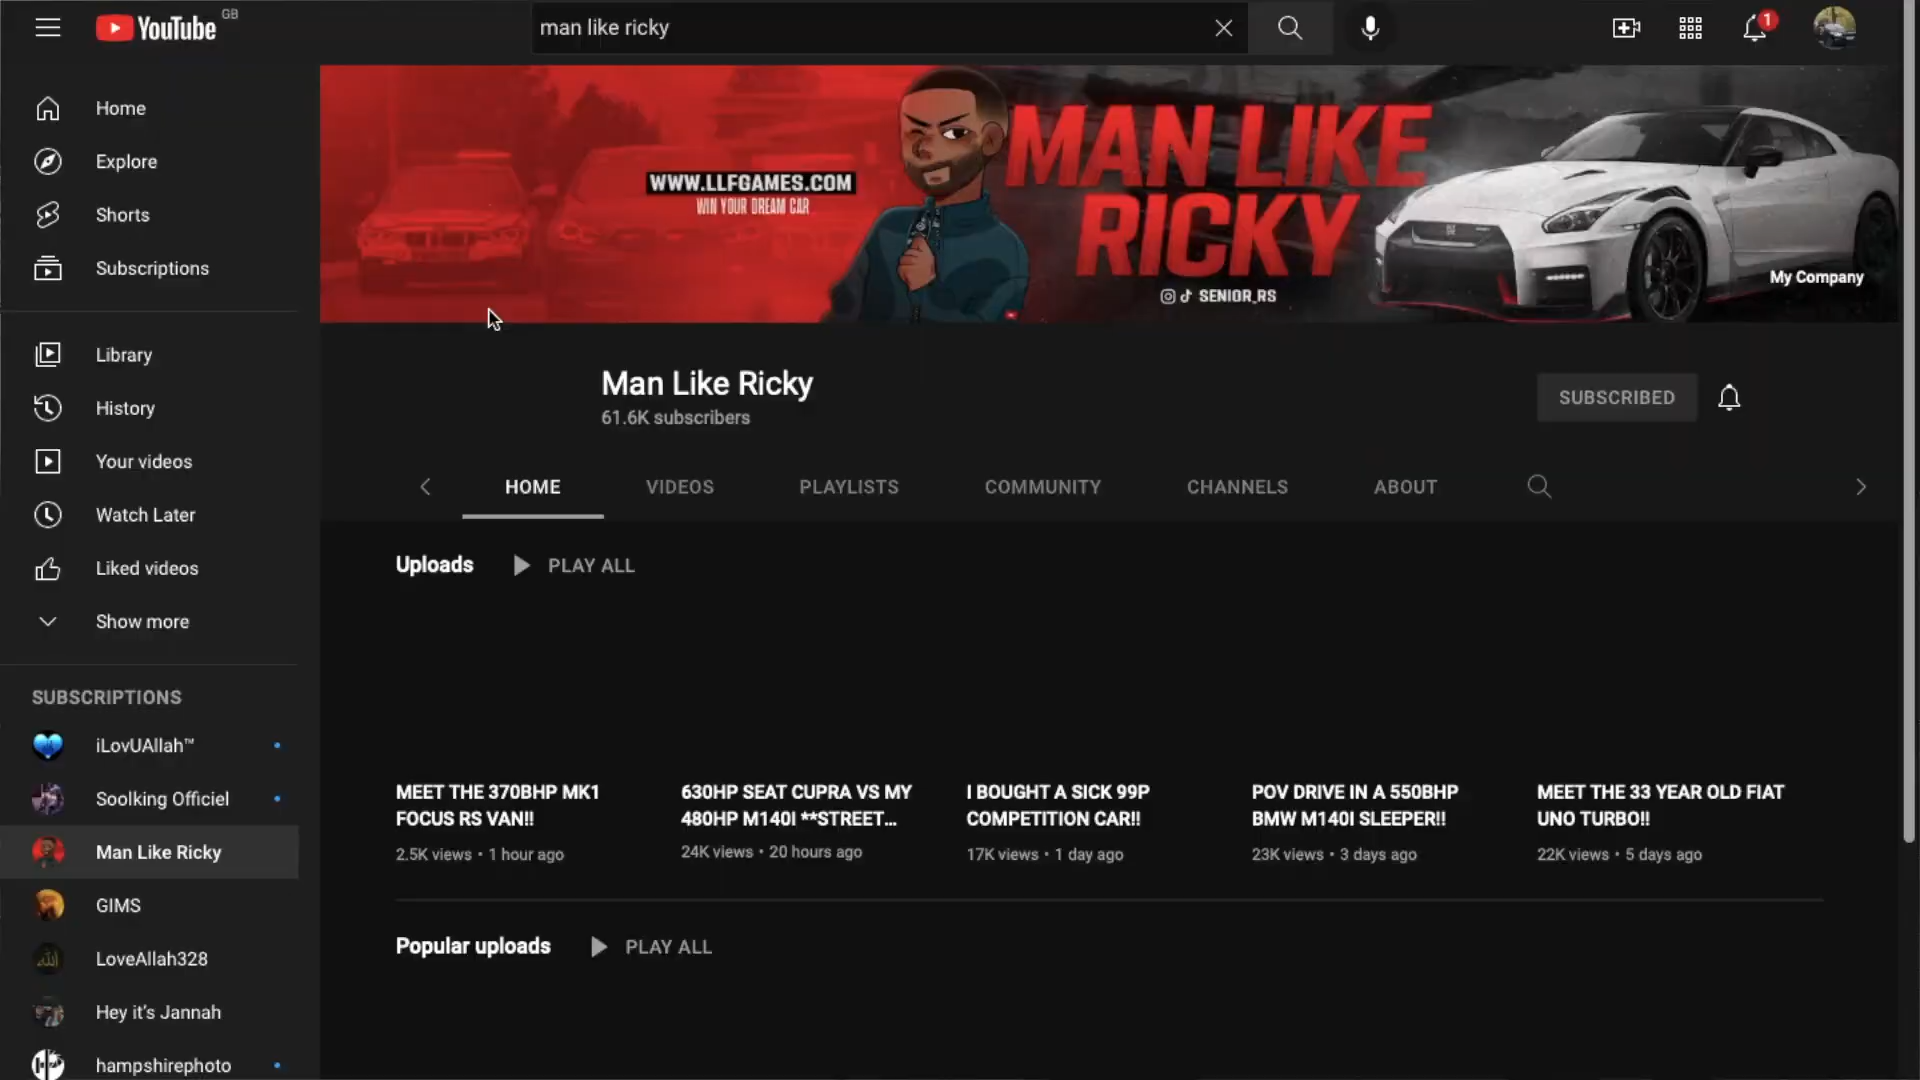 YouTube GB
man like ricky
1
Home
Explore
Shorts
Subscriptions
Library
History
Your videos
Watch Later
Liked videos
Show more
SUBSCRIPTIONS
iLovUAllah™
Soolking Officiel
Man Like Ricky
GIMS
LoveAllah328
Hey it's Jannah
hampshirephoto
WWW.LLFGAMES.COM
WIN YOUR DREAM CAR
MAN LIKE
RICKY
SENIOR_RS
My Company
Man Like Ricky
61.6K subscribers
SUBSCRIBED
HOME VIDEOS PLAYLISTS COMMUNITY CHANNELS ABOUT
Uploads PLAY ALL
MEET THE 370BHP MK1
FOCUS RS VAN!!
2.5K views • 1 hour ago
630HP SEAT CUPRA VS MY
480HP M140I **STREET...
24K views • 20 hours ago
I BOUGHT A SICK 99P
COMPETITION CAR!!
17K views • 1 day ago
POV DRIVE IN A 550BHP
BMW M140I SLEEPER!!
23K views • 3 days ago
MEET THE 33 YEAR OLD FIAT
UNO TURBO!!
22K views • 5 days ago
Popular uploads PLAY ALL